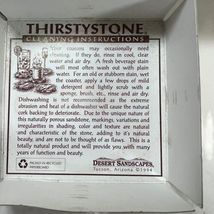 THIRSTYSTONE
CLEANING INSTRUCTIONS
Your coasters may occasionally need
cleaning. If they do, rinse in cool, clear
water and air dry. A fresh beverage stain
will most often wash out with plain
water. For an old or stubborn stain, wet
the coaster, apply a few drops of mild
detergent and lightly scrub with a
sponge, brush, etc., rinse and air dry.
Dishwashing is not recommended as the extreme
abrasion and heat of a dishwasher will cause the natural
cork backing to deteriorate. Due to the unique nature of
this naturally porous sandstone, markings, variations and
irregularities in shading, color and texture are natural
and characteristic of the stone, adding to it's natural
beauty, and are not to be thought of as flaws. This is a
totally natural product and will provide you with many
years of function and beauty.
PACKED IN RECYCLED
PAPERBOARD
DESERT SANDSCAPES
Tucson, Arizona ©1994